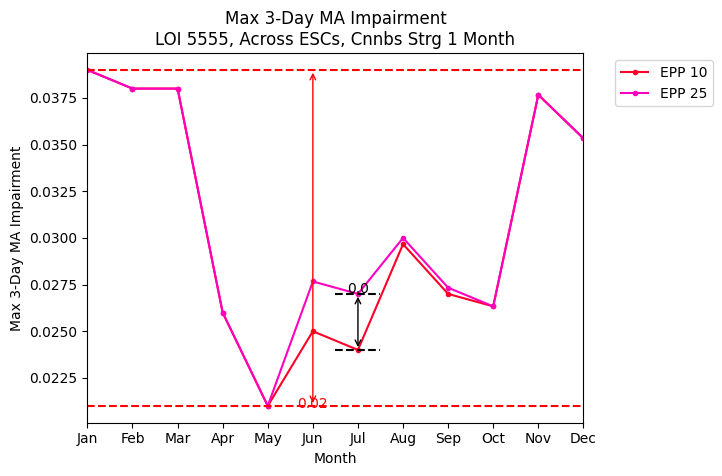 Max 3-Day MA Impairment
LOI 5555, Across ESCs, Cnnbs Strg 1 Month
EPP 10
EPP 25
Max 3-Day MA Impairment
0.0375
0.0350
0.0325
0.0300
0.0275
0.0250
0.0225
0.0
0.02
Jan Feb Mar Apr May Jun Jul Aug Sep Oct Nov Dec
Month